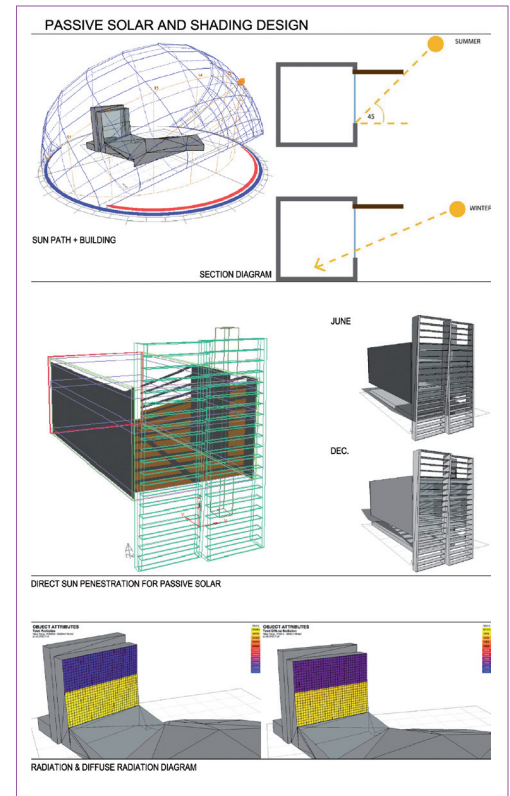 PASSIVE SOLAR AND SHADING DESIGN
SUMMER
45
SUN PATH + BUILDING
WINTER
SECTION DIAGRAM
JUNE
DEC.
DIRECT SUN PENESTRATION FOR PASSIVE SOLAR
OBJECT ATTRIBUTES
OBJECT ATTRIBUTES
RADIATION & DIFFUSE RADIATION DIAGRAM